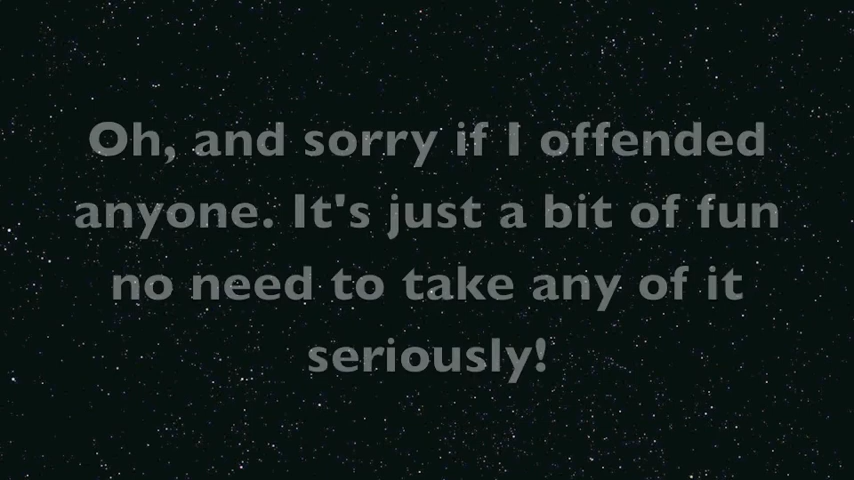 Oh, and sorry if I offended
anyone. It's just a bit of fun
no need to take any of it
seriously!